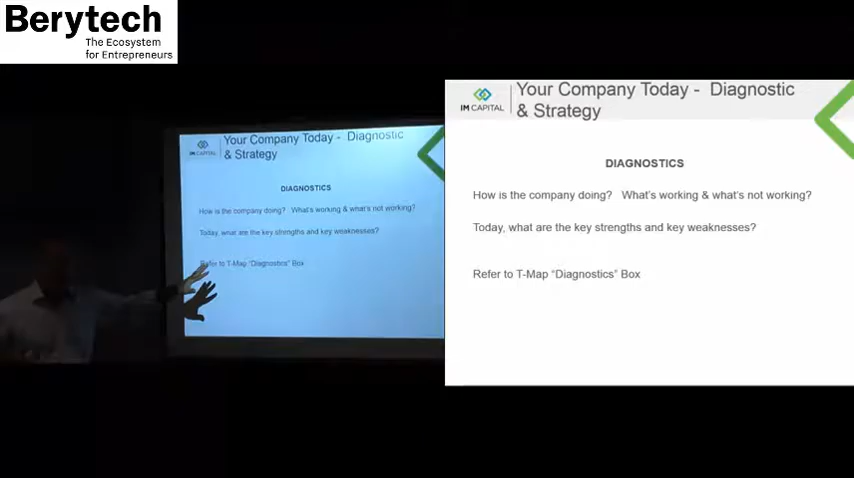 Berytech
The Ecosystem
for Entrepreneurs
IM CAPITAL
Your Company Today - Diagnostic
& Strategy
DIAGNOSTICS
How is the company doing? What's working & what's not working?
Today, what are the key strengths and key weaknesses?
Refer to T-Map "Diagnostics" Box
IM CAPITAL
Your Company Today - Diagnostic
& Strategy
DIAGNOSTICS
How is the company doing? What's working & what's not working?
Today, what are the key strengths and key weaknesses?
Refer to T-Map “Diagnostics” Box